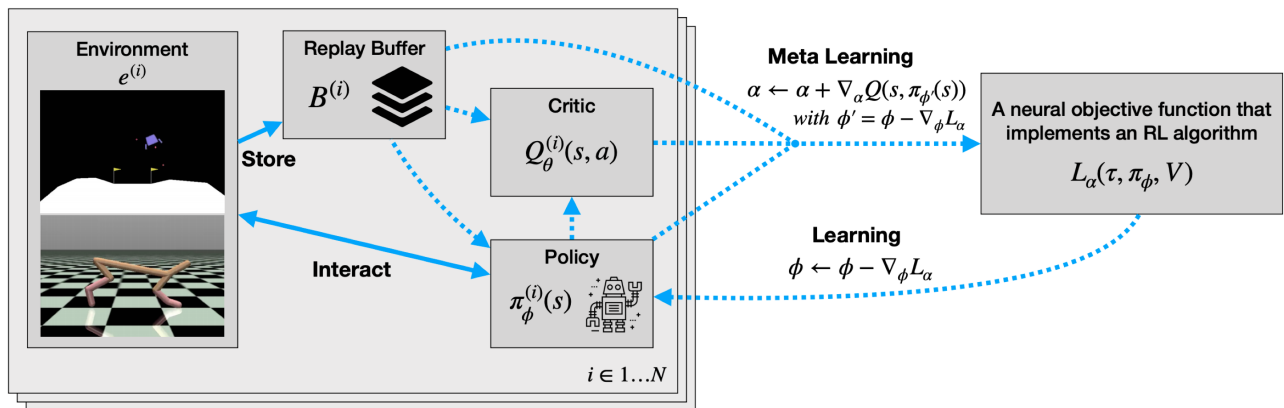 Environment
e^{(i)}
Store
Interact
Replay Buffer
B^{(i)}
Critic
Q_θ^{(i)}(s, a)
Policy
π_ϕ^{(i)}(s)
i ∈ 1…N
Meta Learning
α ← α + ∇_α Q(s, π_{ϕ′}(s))
with ϕ′ = ϕ − ∇_ϕ L_α
A neural objective function that
implements an RL algorithm
L_α(τ, π_ϕ, V)
Learning
ϕ ← ϕ − ∇_ϕ L_α